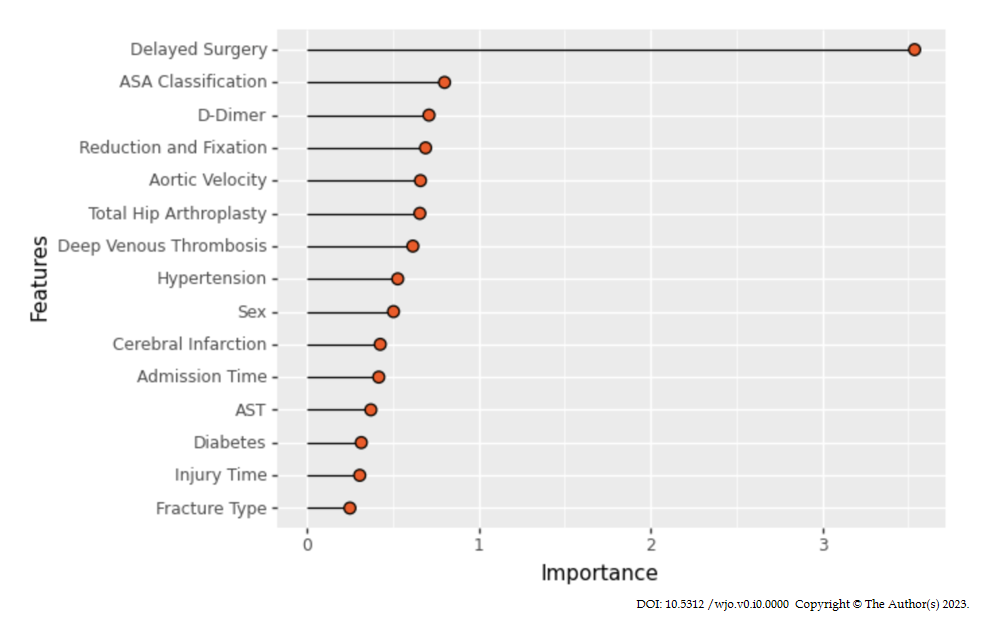 Delayed Surgery
ASA Classification
D-Dimer
Reduction and Fixation
Aortic Velocity
Total Hip Arthroplasty
Deep Venous Thrombosis
Hypertension
Sex
Cerebral Infarction
Admission Time
AST
Diabetes
Injury Time
Fracture Type
Features
0 1 2 3
Importance
DOI: 10.5312 /wjo.v0.i0.0000 Copyright © The Author(s) 2023.